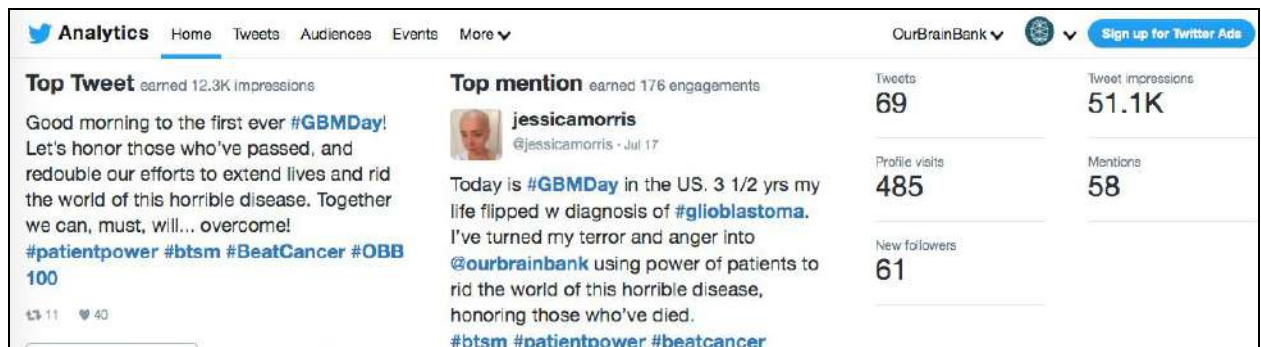 Analytics Home Tweets Audiences Events More OurBrainBank Sign up for Twitter Ads
Top Tweet earned 12.3K impressions
Good morning to the first ever #GBMDay!
Let's honor those who've passed, and
redouble our efforts to extend lives and rid
the world of this horrible disease. Together
we can, must, will... overcome!
#patientpower #btsm #BeatCancer #OBB
100
11 40
Top mention earned 176 engagements
jessicamorris
@jessicamorris · Jul 17
Today is #GBMDay in the US. 3 1/2 yrs my
life flipped w diagnosis of #glioblastoma.
I've turned my terror and anger into
@ourbrainbank using power of patients to
rid the world of this horrible disease,
honoring those who've died.
#btsm #patientpower #beatcancer
Tweets
69
Tweet impressions
51.1K
Profile visits
485
Mentions
58
New followers
61